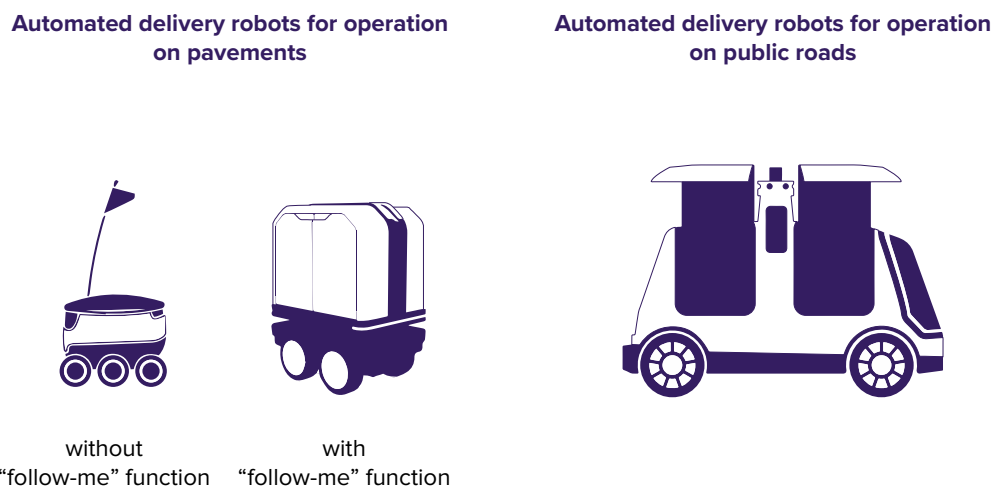 Automated delivery robots for operation
on pavements
Automated delivery robots for operation
on public roads
without
“follow-me” function
with
“follow-me” function